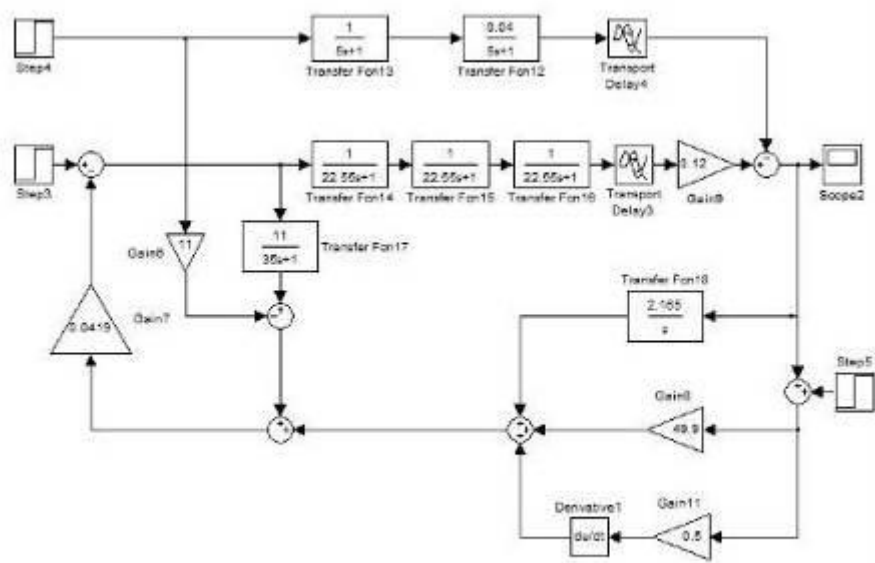 1
5s+1
0.04
5s+1
Step4
Transfer Fcn13
Transfer Fcn12
Transport
Delay4
1
22.55s+1
1
22.55s+1
1
22.55s+1
0.12
Step3
Transfer Fcn14
Transfer Fcn15
Transfer Fcn16
Transport
Delay3
Gain9
Scope2
11
Gain6
11
35s+1
Transfer Fcn17
0.0419
Gain7
Transfer Fcn18
2.165
s
Step5
Gain8
49.9
Derivative1
Gain11
du/dt
0.5